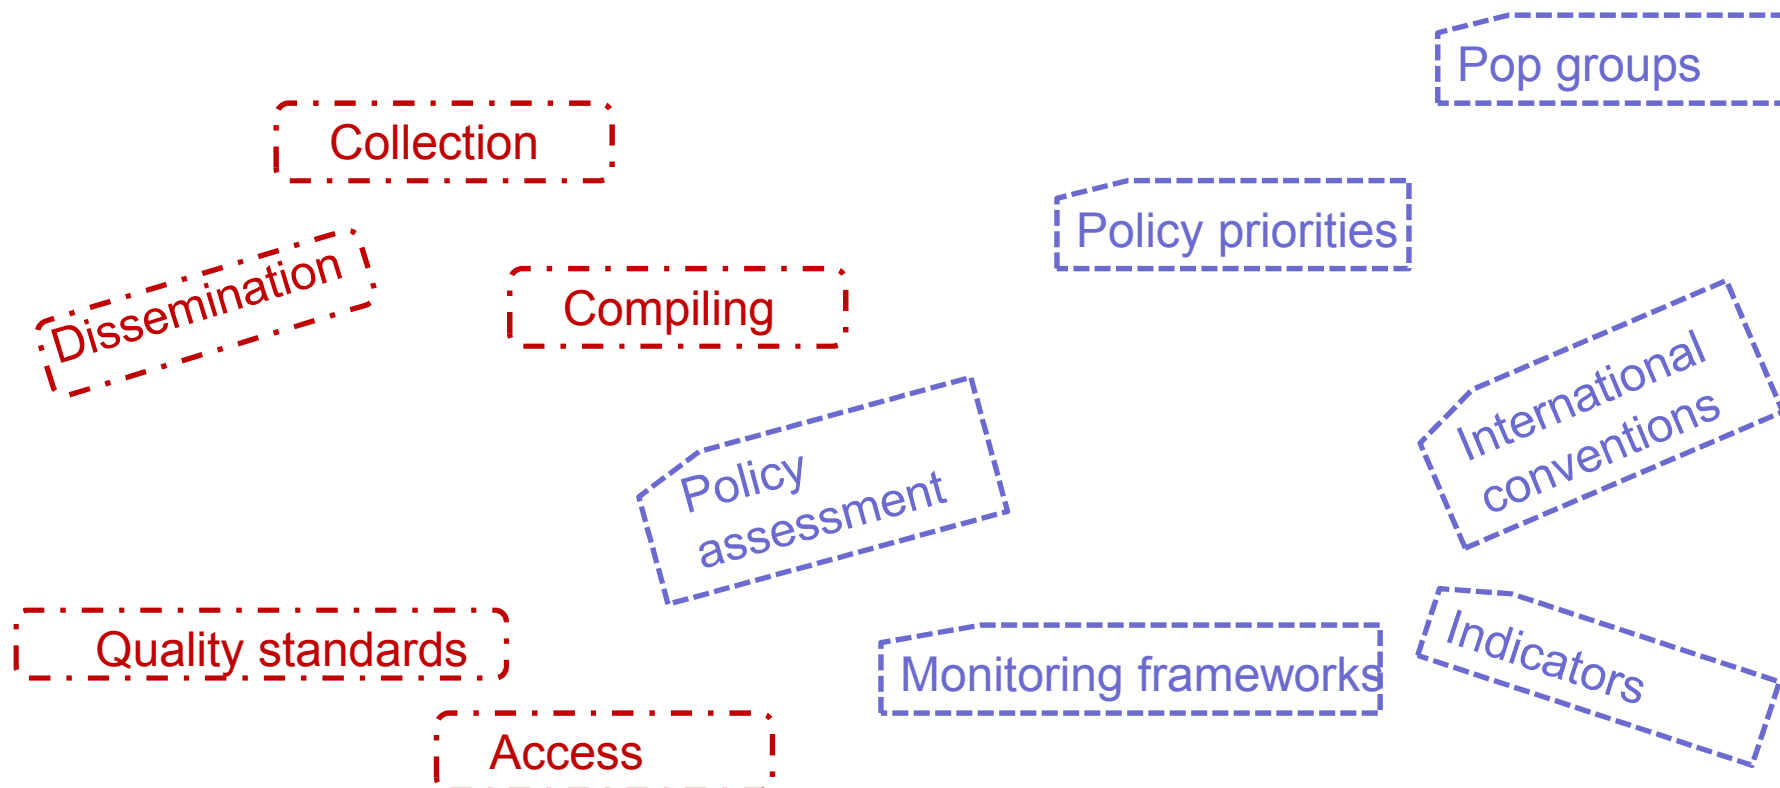 Pop groups
Collection
Policy priorities
Dissemination
Compiling
International
conventions
Policy
assessment
Quality standards
Monitoring frameworks
Indicators
Access